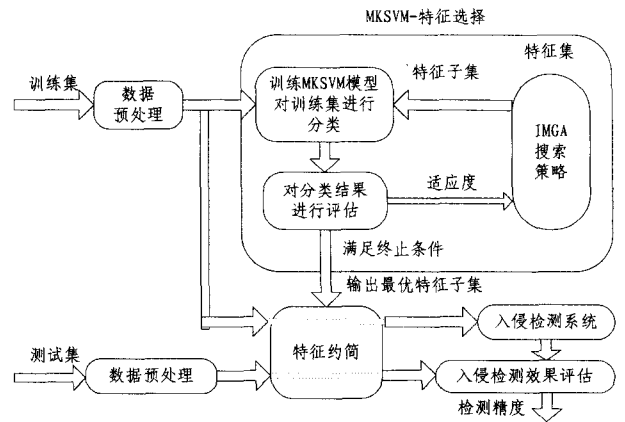 MKSVM-特征选择
特征集
训练集
数据
预处理
训练MKSVM模型
对训练集进行
分类
特征子集
IMGA
搜索
策略
对分类结果
进行评估
适应度
满足终止条件
输出最优特征子集
特征约简
入侵检测系统
测试集
数据预处理
入侵检测效果评估
检测精度